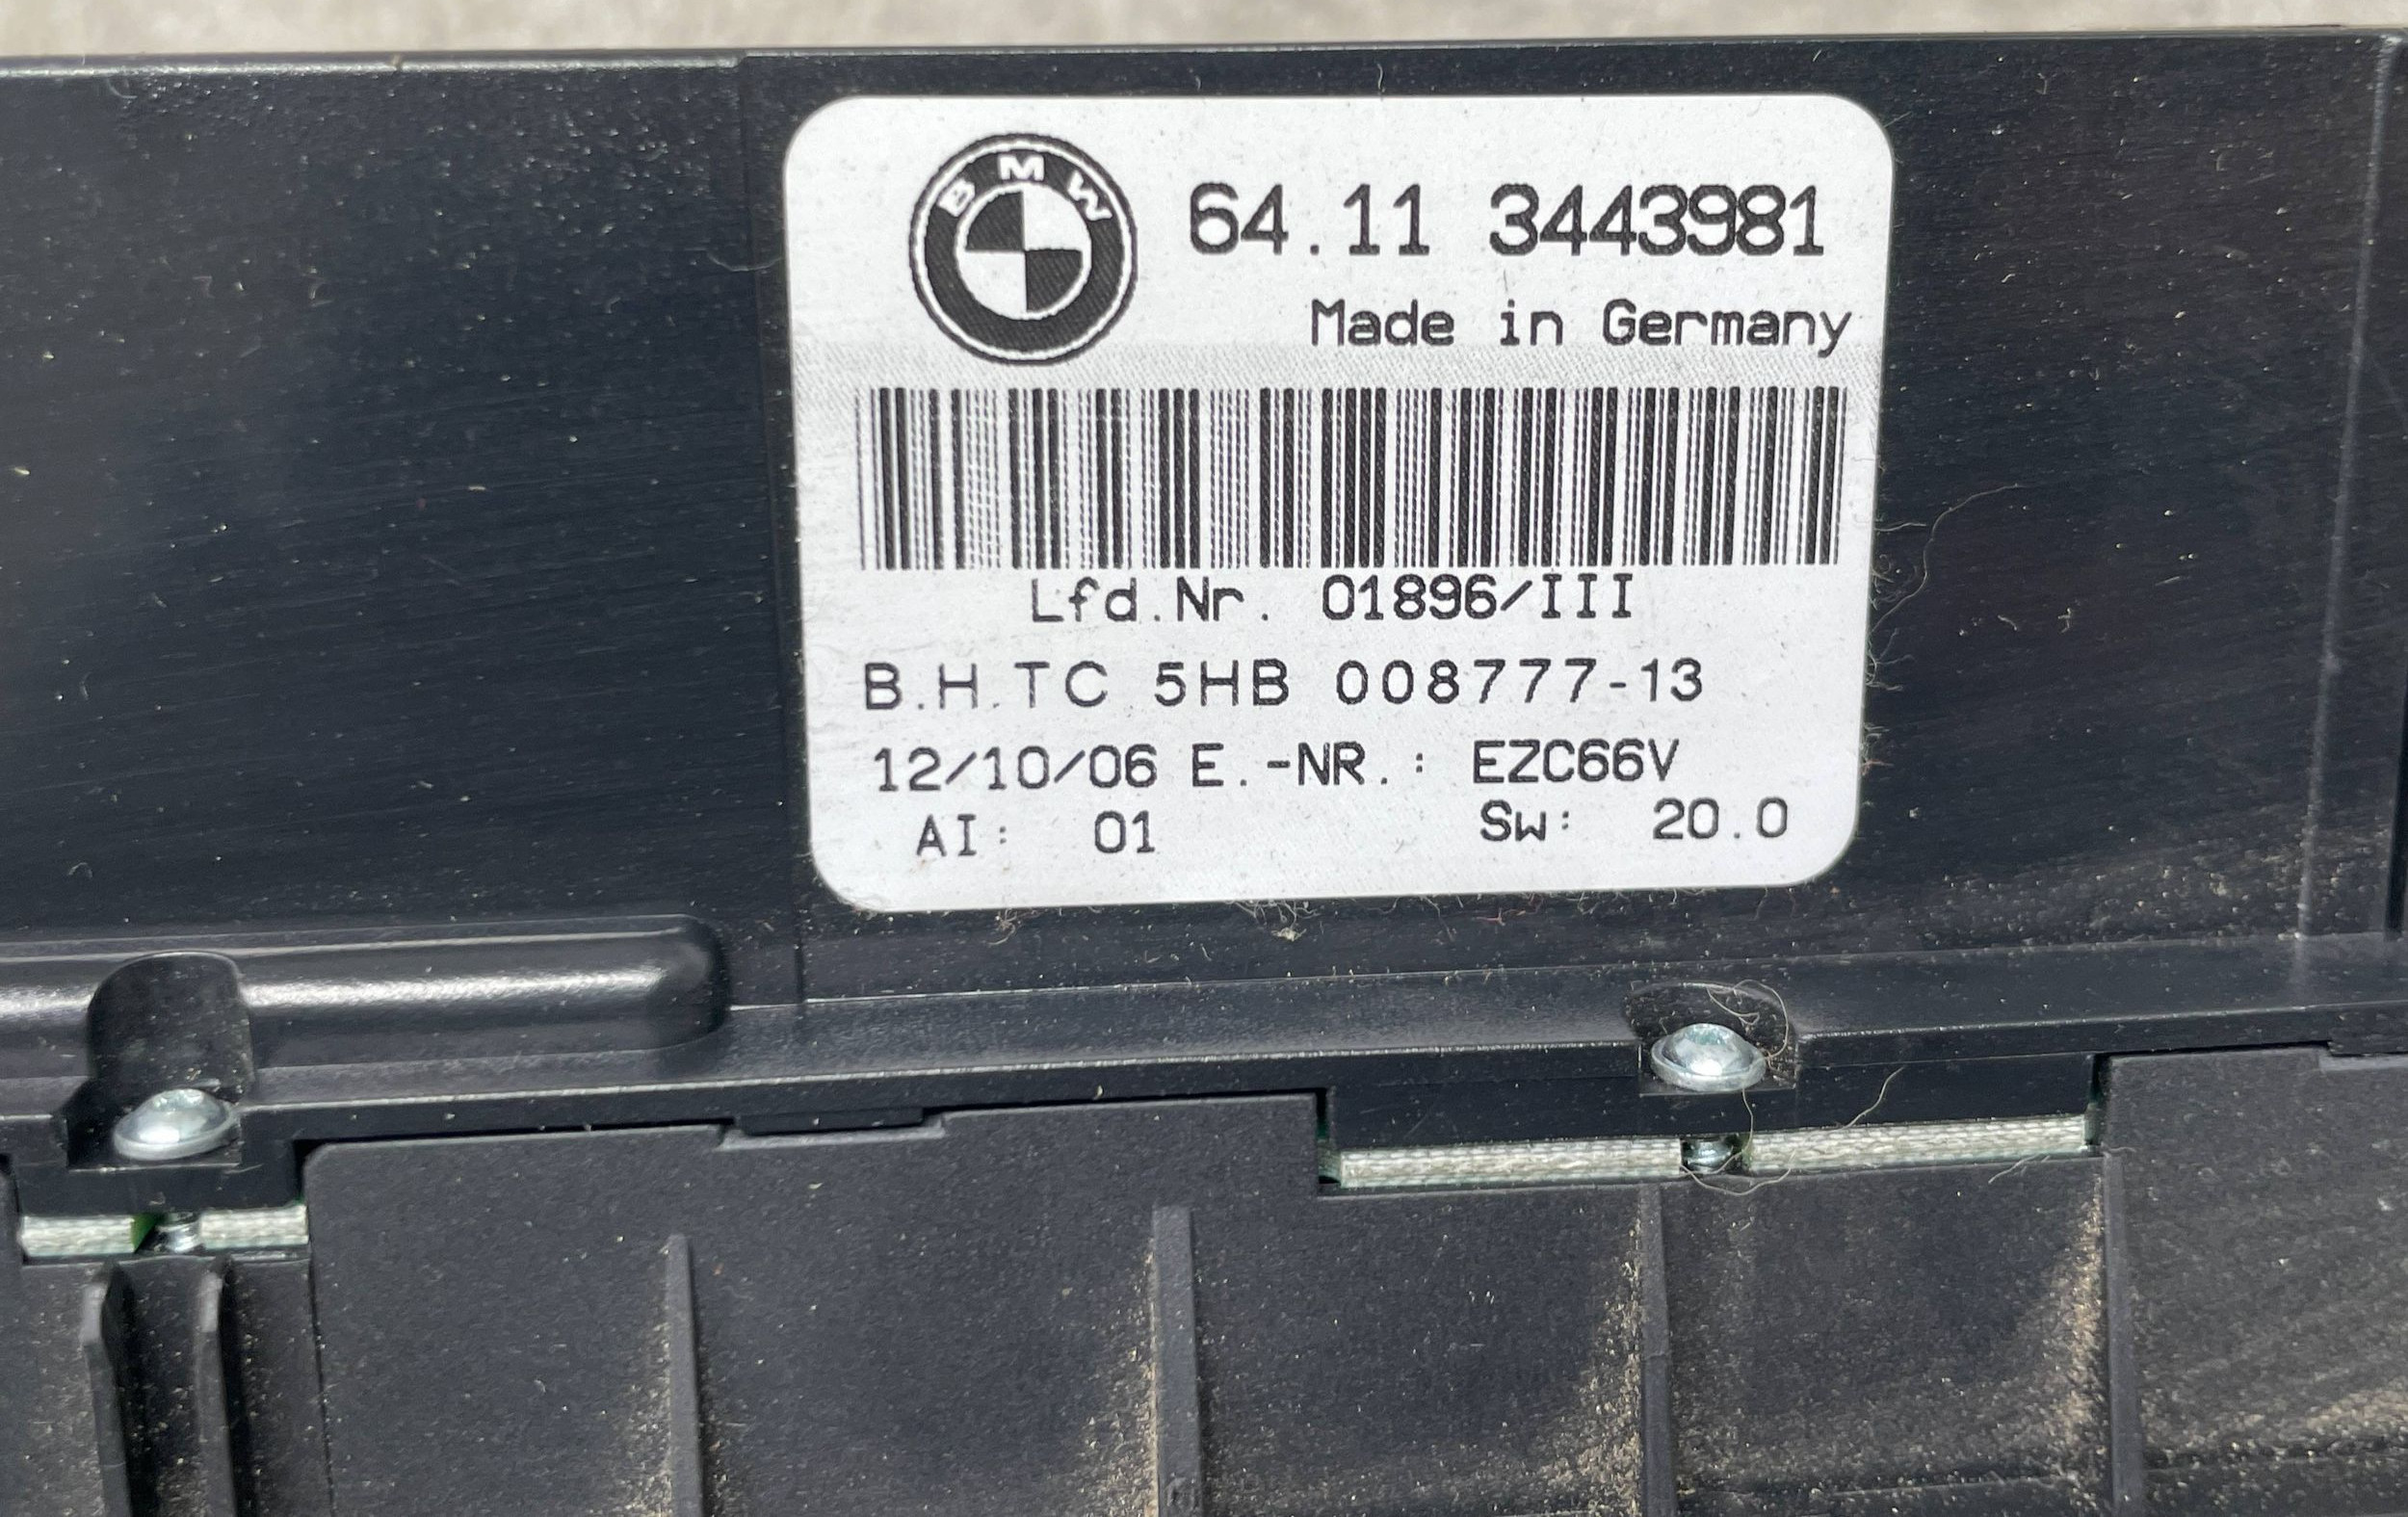 BMW
64.11 3443981
Made in Germany
Lfd.Nr. 01896/III
B.H.TC 5HB 008777-13
12/10/06 E.-NR.: EZC66V
AI: 01 Sw: 20.0